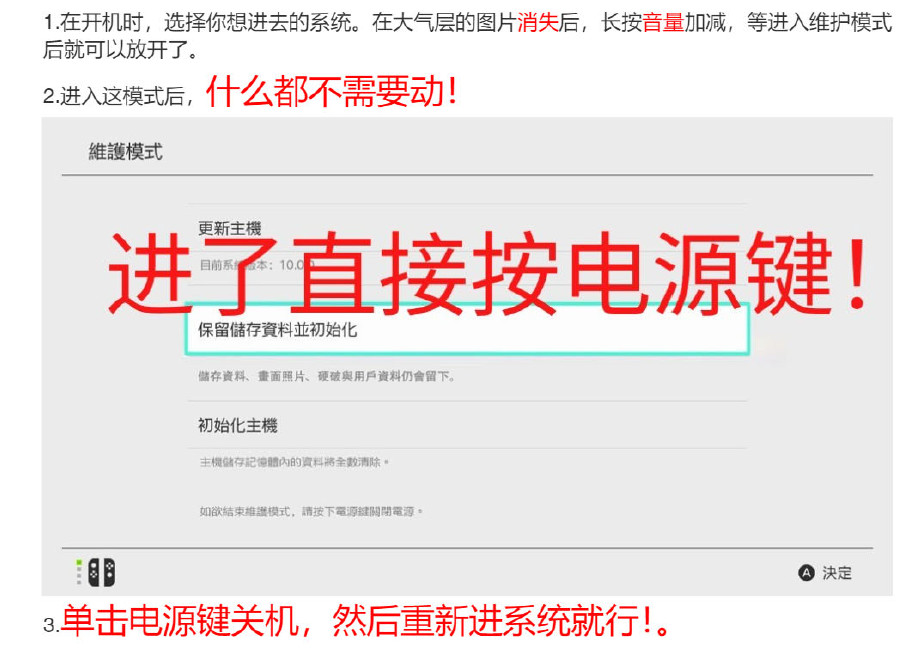 1.在开机时，选择你想进去的系统。在大气层的图片消失后，长按音量加减，等进入维护模式
后就可以放开了。
2.进入这模式后，什么都不需要动！
維護模式
更新主機
进了直接按电源键！
目前系統版本：10.0.0
保留儲存資料並初始化
儲存資料、畫面照片、硬破與用戶資料仍會留下。
初始化主機
主機儲存記憶體內的資料將全數清除。
如欲結束維護模式，請按下電源鍵關閉電源。
A 決定
3.单击电源键关机，然后重新进系统就行！。